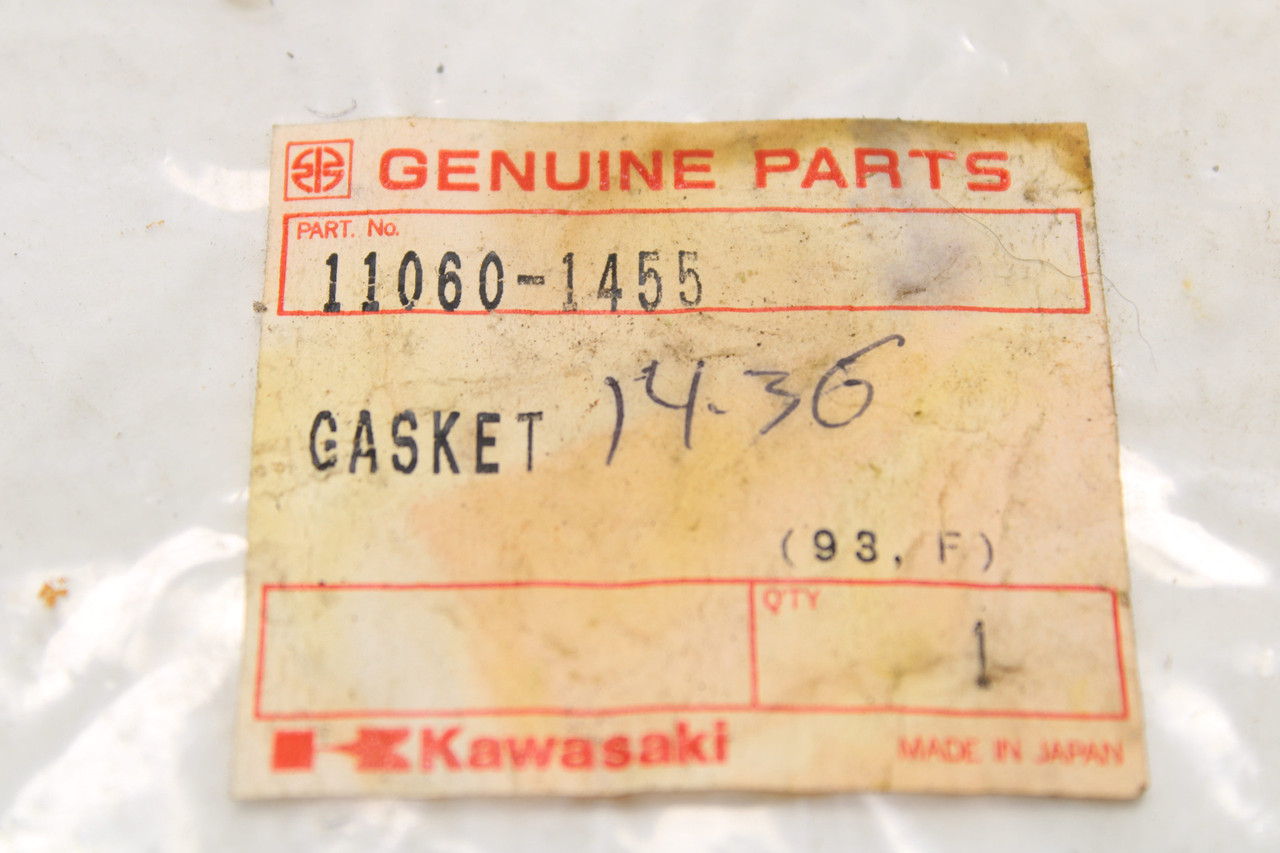 GENUINE PARTS
PART. No.
11060-1455
GASKET 14.36
(93, F)
QTY
1
Kawasaki
MADE IN JAPAN